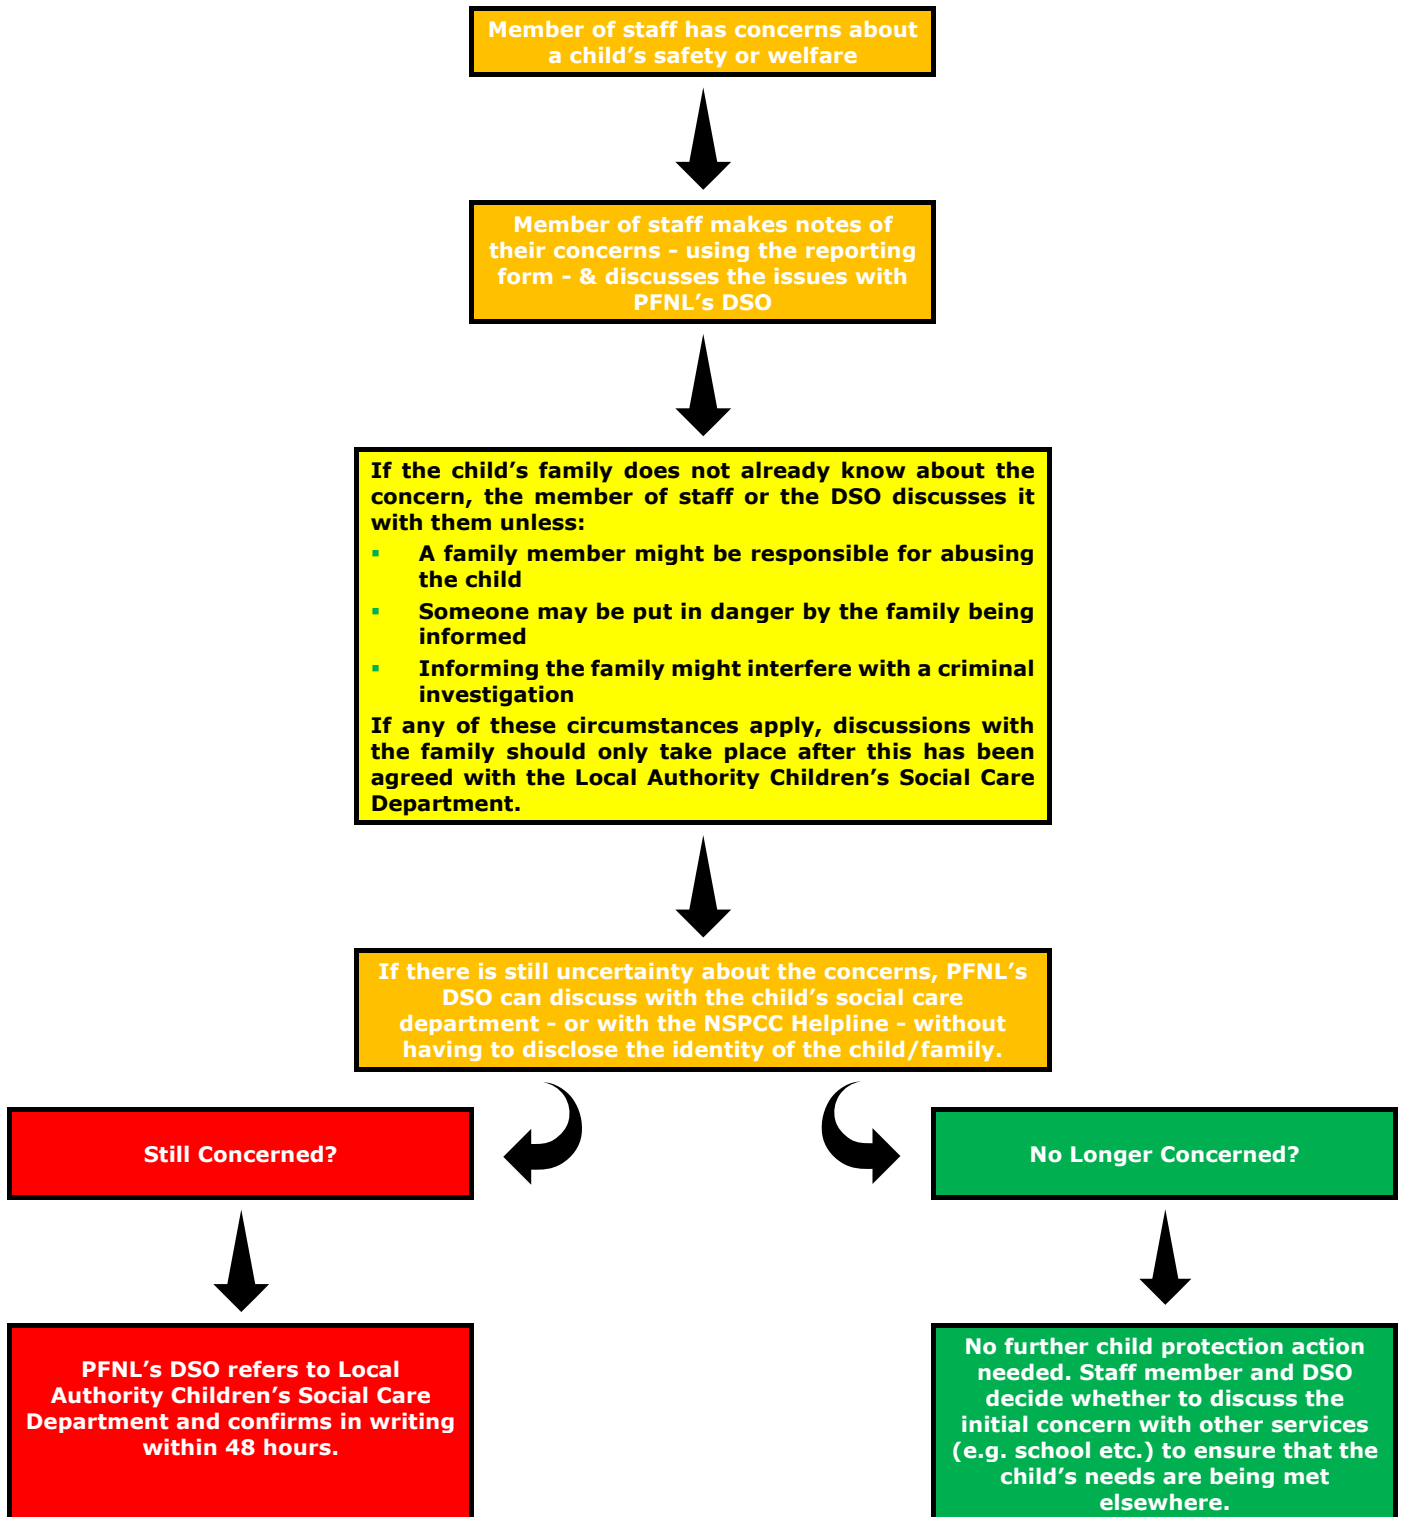 Member of staff has concerns about
a child’s safety or welfare
Member of staff makes notes of
their concerns – using the reporting
form – & discusses the issues with
PFNL’s DSO
If the child’s family does not already know about the
concern, the member of staff or the DSO discusses it
with them unless:
▪ A family member might be responsible for abusing
the child
▪ Someone may be put in danger by the family being
informed
▪ Informing the family might interfere with a criminal
investigation
If any of these circumstances apply, discussions with
the family should only take place after this has been
agreed with the Local Authority Children’s Social Care
Department.
If there is still uncertainty about the concerns, PFNL’s
DSO can discuss with the child’s social care
department – or with the NSPCC Helpline – without
having to disclose the identity of the child/family.
Still Concerned?
No Longer Concerned?
PFNL’s DSO refers to Local
Authority Children’s Social Care
Department and confirms in writing
within 48 hours.
No further child protection action
needed. Staff member and DSO
decide whether to discuss the
initial concern with other services
(e.g. school etc.) to ensure that the
child’s needs are being met
elsewhere.